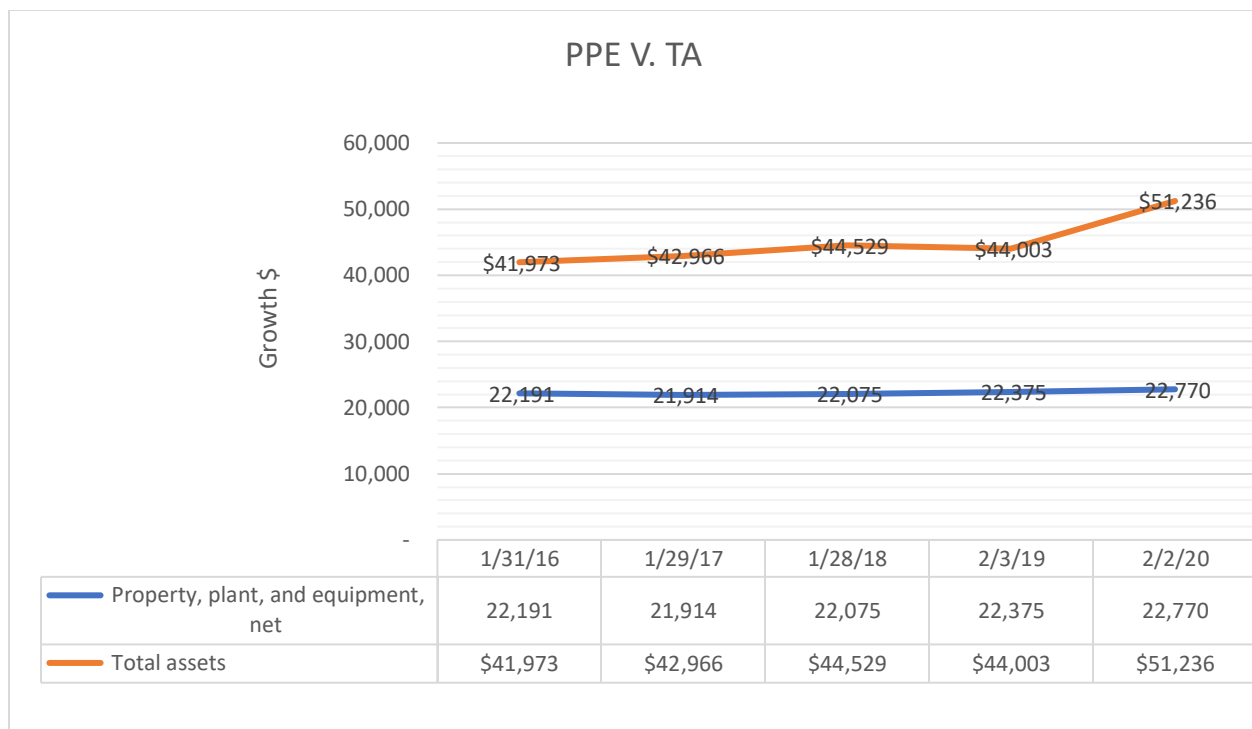 PPE V. TA
60,000
50,000
40,000
30,000
20,000
10,000
-
Growth $
$41,973
$42,966
$44,529
$44,003
$51,236
22,191
21,914
22,075
22,375
22,770
1/31/16 1/29/17 1/28/18 2/3/19 2/2/20
Property, plant, and equipment,
net
22,191 21,914 22,075 22,375 22,770
Total assets $41,973 $42,966 $44,529 $44,003 $51,236